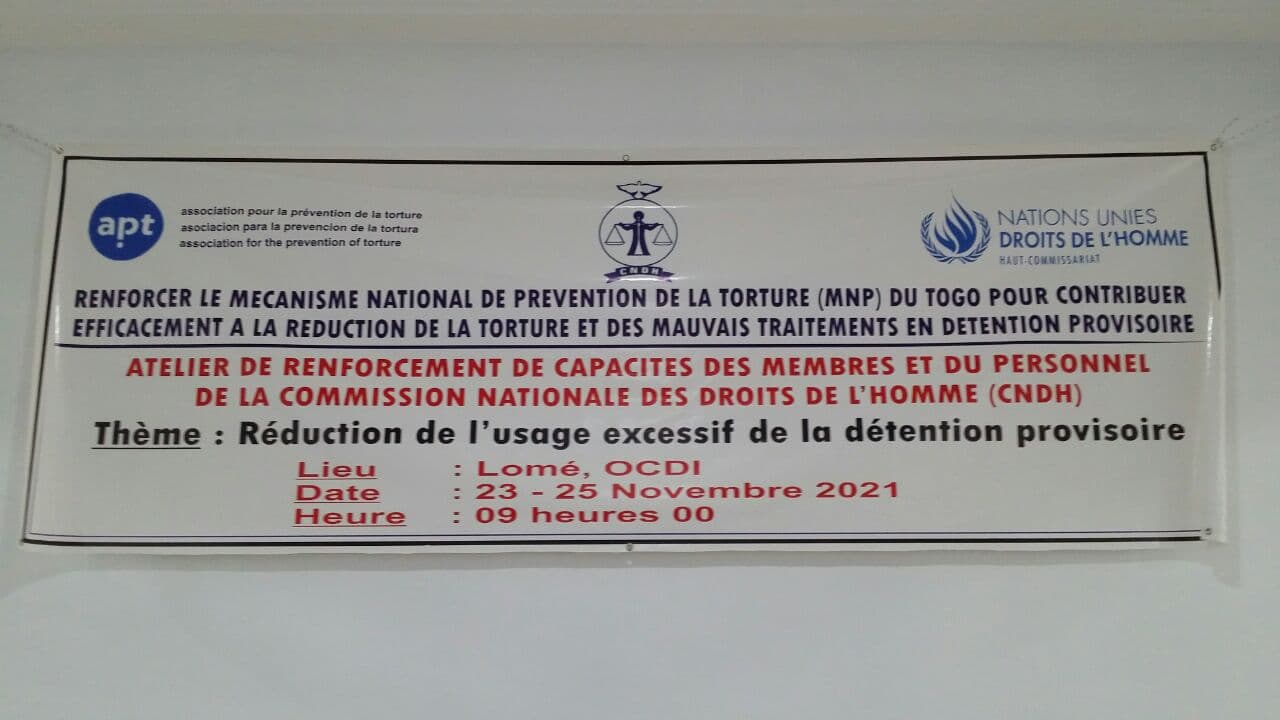 apt
association pour la prévention de la torture
asociacion para la prevencion de la tortura
association for the prevention of torture
CNDH
NATIONS UNIES
DROITS DE L'HOMME
HAUT-COMMISSARIAT
RENFORCER LE MECANISME NATIONAL DE PREVENTION DE LA TORTURE (MNP) DU TOGO POUR CONTRIBUER
EFFICACEMENT A LA REDUCTION DE LA TORTURE ET DES MAUVAIS TRAITEMENTS EN DETENTION PROVISOIRE
ATELIER DE RENFORCEMENT DE CAPACITES DES MEMBRES ET DU PERSONNEL
DE LA COMMISSION NATIONALE DES DROITS DE L'HOMME (CNDH)
Thème : Réduction de l'usage excessif de la détention provisoire
Lieu : Lomé, OCDI
Date : 23 - 25 Novembre 2021
Heure : 09 heures 00